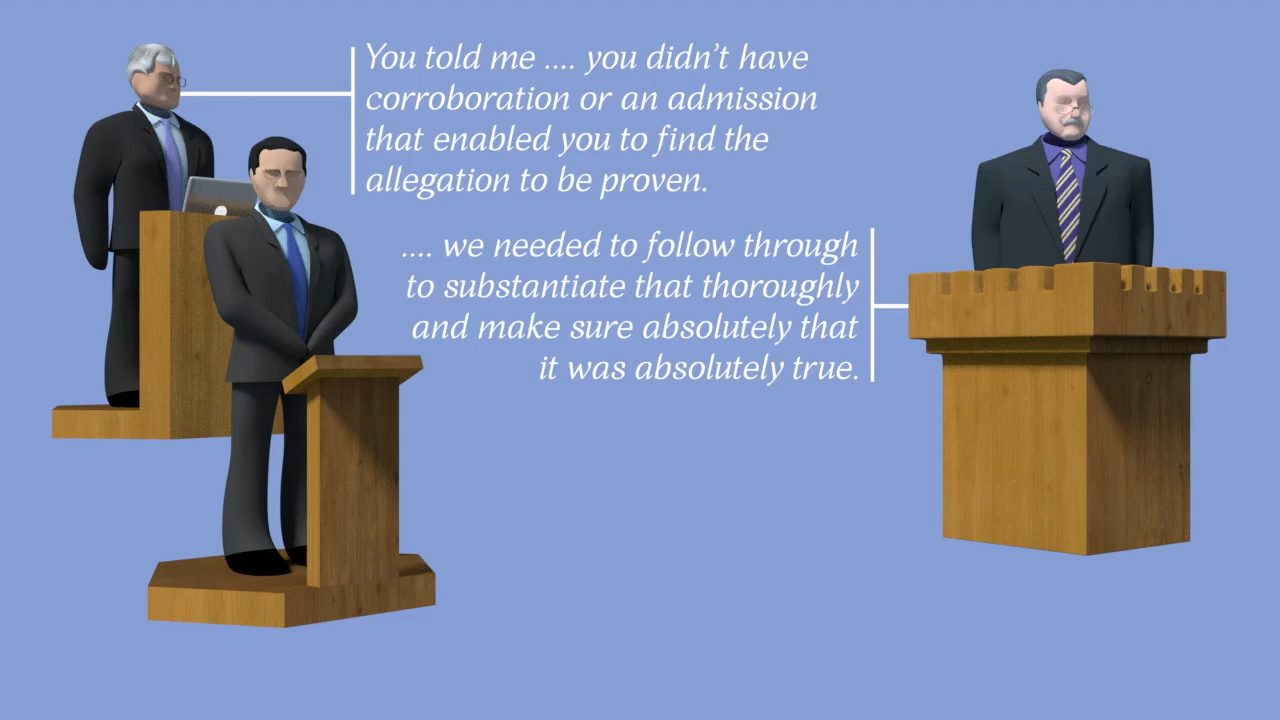 You told me .... you didn’t have
corroboration or an admission
that enabled you to find the
allegation to be proven.
.... we needed to follow through
to substantiate that thoroughly
and make sure absolutely that
it was absolutely true.